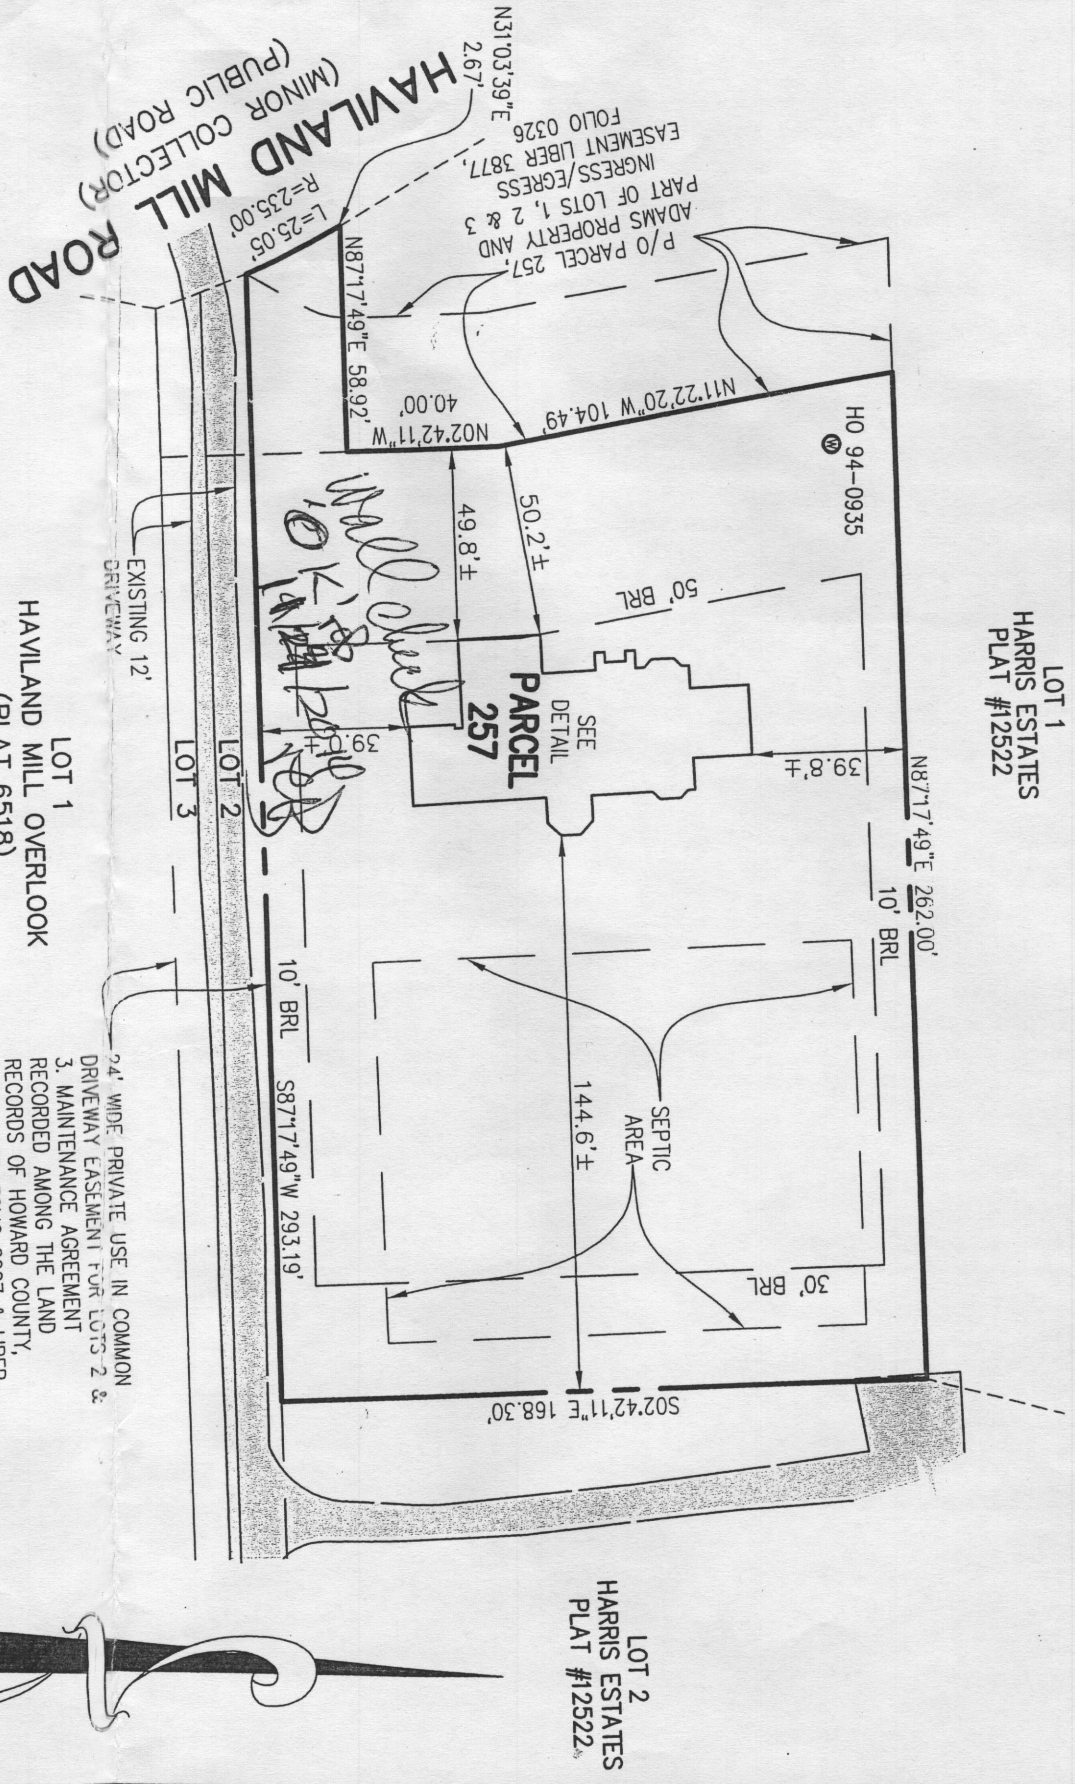 LOT 1
HARRIS ESTATES
PLAT #12522
LOT 2
HARRIS ESTATES
PLAT #12522
N31°03'39"E
2.67'
HAVILAND MILL ROAD
(MINOR COLLECTOR)
(PUBLIC ROAD)
L=25.05'
R=235.00'
P/O PARCEL 257,
ADAMS PROPERTY AND
PART OF LOTS 1, 2 & 3
INGRESS/EGRESS
EASEMENT LIBER 3877,
FOLIO 0326
N87°17'49"E 58.92'
N02°42'11"W
40.00'
N11°22'20"W 104.49'
HO 94-0935
W
N87°17'49"E 262.00'
10' BRL
50' BRL
50.2'±
49.8'±
39.8'±
SEE
DETAIL
PARCEL
257
wall check
O.K.
144.6'±
SEPTIC
AREA
30' BRL
S02°42'11"E 168.30'
10' BRL
S87°17'49"W 293.19'
LOT 2
LOT 3
EXISTING 12'
DRIVEWAY
LOT 1
HAVILAND MILL OVERLOOK
(PLAT 6518)
24' WIDE PRIVATE USE IN COMMON
DRIVEWAY EASEMENT FOR LOTS 2 &
3. MAINTENANCE AGREEMENT
RECORDED AMONG THE LAND
RECORDS OF HOWARD COUNTY,